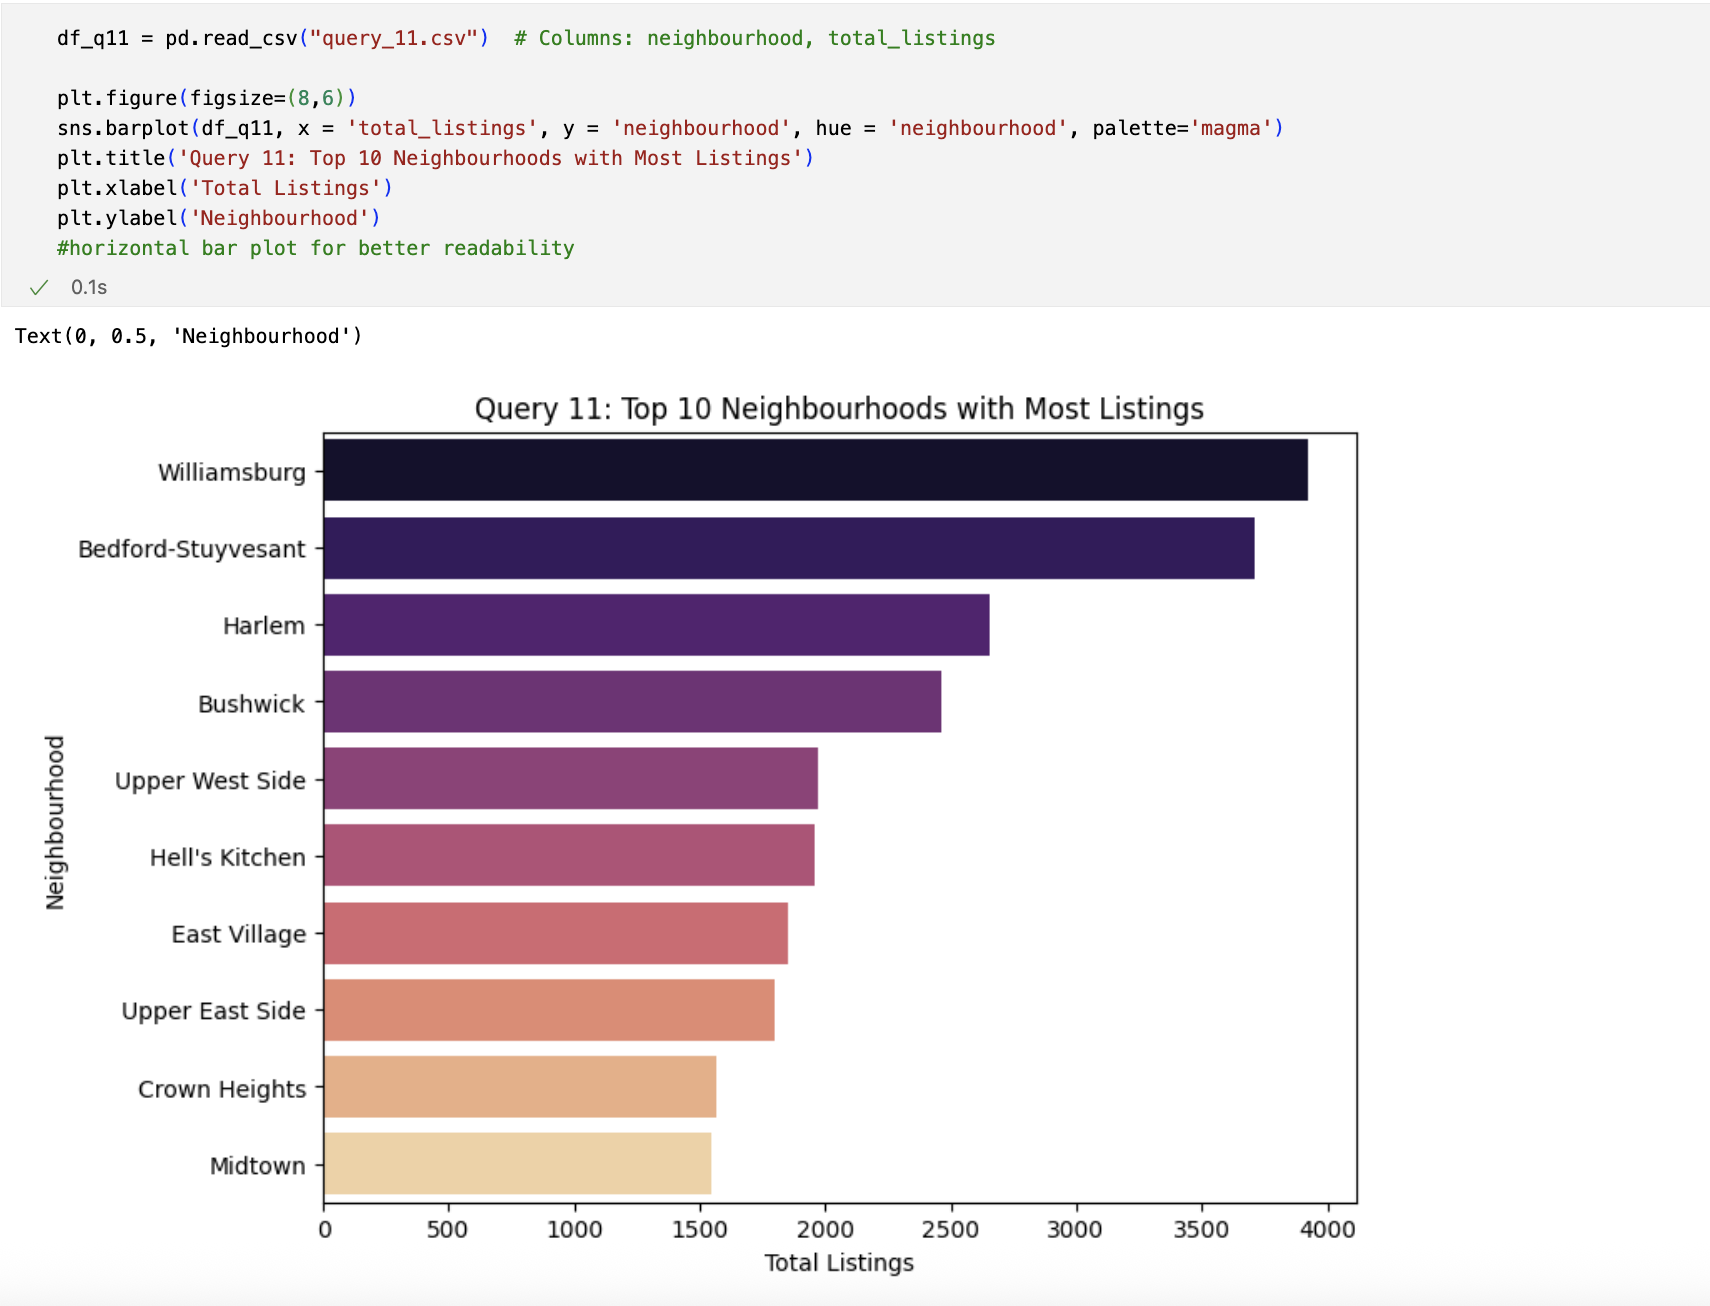 df_q11 = pd.read_csv("query_11.csv")  # Columns: neighbourhood, total_listings
plt.figure(figsize=(8,6))
sns.barplot(df_q11, x = 'total_listings', y = 'neighbourhood', hue = 'neighbourhood', palette='magma')
plt.title('Query 11: Top 10 Neighbourhoods with Most Listings')
plt.xlabel('Total Listings')
plt.ylabel('Neighbourhood')
#horizontal bar plot for better readability
0.1s
Text(0, 0.5, 'Neighbourhood')
Query 11: Top 10 Neighbourhoods with Most Listings
Williamsburg
Bedford-Stuyvesant
Harlem
Bushwick
Upper West Side
Hell's Kitchen
East Village
Upper East Side
Crown Heights
Midtown
Neighbourhood
0 500 1000 1500 2000 2500 3000 3500 4000
Total Listings